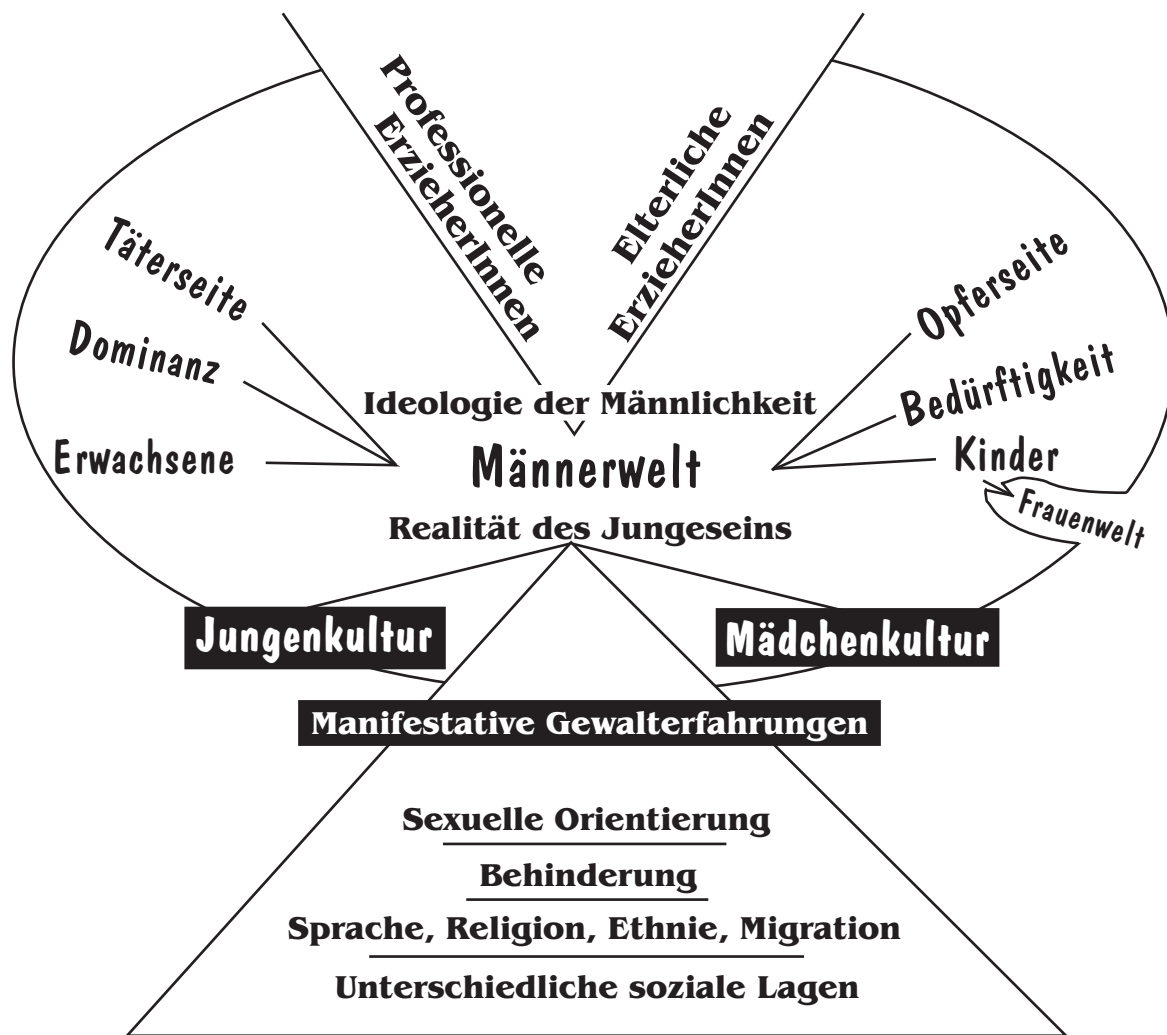 Professionelle
ErzieherInnen
Elterliche
ErzieherInnen
Täterseite
Dominanz
Erwachsene
Opferseite
Bedürftigkeit
Kinder
Frauenwelt
Ideologie der Männlichkeit
Männerwelt
Realität des Jungeseins
Jungenkultur
Mädchenkultur
Manifestative Gewalterfahrungen
Sexuelle Orientierung
Behinderung
Sprache, Religion, Ethnie, Migration
Unterschiedliche soziale Lagen